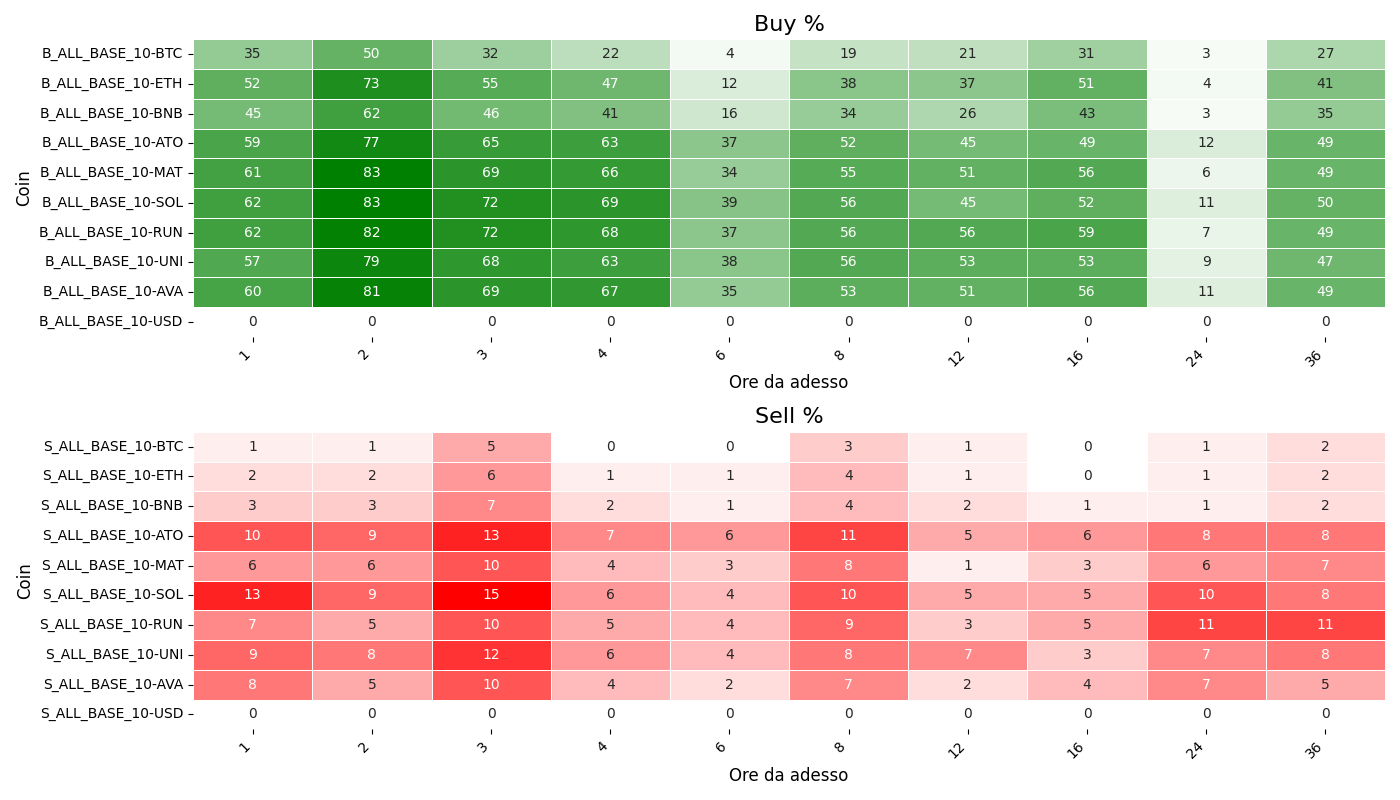 Buy %
Coin
B_ALL_BASE_10-BTC 35 50 32 22 4 19 21 31 3 27
B_ALL_BASE_10-ETH 52 73 55 47 12 38 37 51 4 41
B_ALL_BASE_10-BNB 45 62 46 41 16 34 26 43 3 35
B_ALL_BASE_10-ATO 59 77 65 63 37 52 45 49 12 49
B_ALL_BASE_10-MAT 61 83 69 66 34 55 51 56 6 49
B_ALL_BASE_10-SOL 62 83 72 69 39 56 45 52 11 50
B_ALL_BASE_10-RUN 62 82 72 68 37 56 56 59 7 49
B_ALL_BASE_10-UNI 57 79 68 63 38 56 53 53 9 47
B_ALL_BASE_10-AVA 60 81 69 67 35 53 51 56 11 49
B_ALL_BASE_10-USD 0 0 0 0 0 0 0 0 0 0
1 2 3 4 6 8 12 16 24 36
Ore da adesso
Sell %
Coin
S_ALL_BASE_10-BTC 1 1 5 0 0 3 1 0 1 2
S_ALL_BASE_10-ETH 2 2 6 1 1 4 1 0 1 2
S_ALL_BASE_10-BNB 3 3 7 2 1 4 2 1 1 2
S_ALL_BASE_10-ATO 10 9 13 7 6 11 5 6 8 8
S_ALL_BASE_10-MAT 6 6 10 4 3 8 1 3 6 7
S_ALL_BASE_10-SOL 13 9 15 6 4 10 5 5 10 8
S_ALL_BASE_10-RUN 7 5 10 5 4 9 3 5 11 11
S_ALL_BASE_10-UNI 9 8 12 6 4 8 7 3 7 8
S_ALL_BASE_10-AVA 8 5 10 4 2 7 2 4 7 5
S_ALL_BASE_10-USD 0 0 0 0 0 0 0 0 0 0
1 2 3 4 6 8 12 16 24 36
Ore da adesso